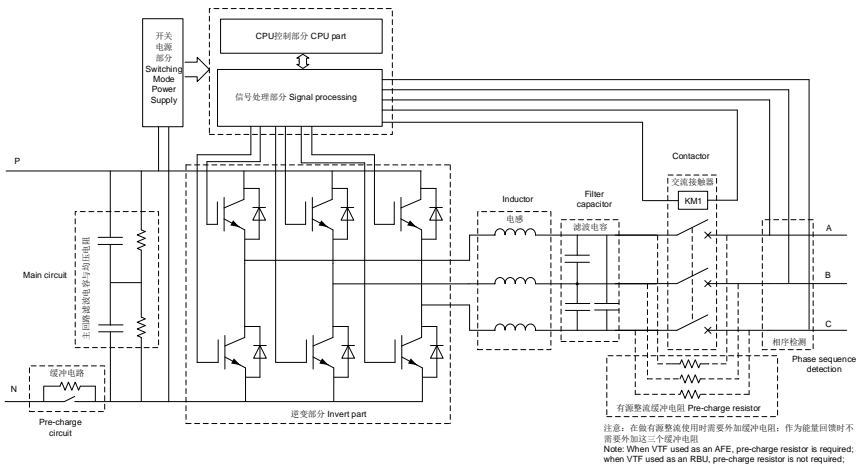 开关
电源
部分
Switching
Mode
Power
Supply
CPU控制部分 CPU part
信号处理部分 Signal processing
P
Contactor
交流接触器
KM1
Inductor
电感
Filter
capacitor
滤波电容
A
B
C
相序检测
Phase sequence
detection
Main circuit
主回路滤波电容与均压电阻
缓冲电路
N
Pre-charge
circuit
逆变部分 Invert part
有源整流缓冲电阻 Pre-charge resistor
注意：在做有源整流使用时需要外加缓冲电阻；作为能量回馈时不
需要外加这三个缓冲电阻
Note: When VTF used as an AFE, pre-charge resistor is required;
when VTF used as an RBU, pre-charge resistor is not required;